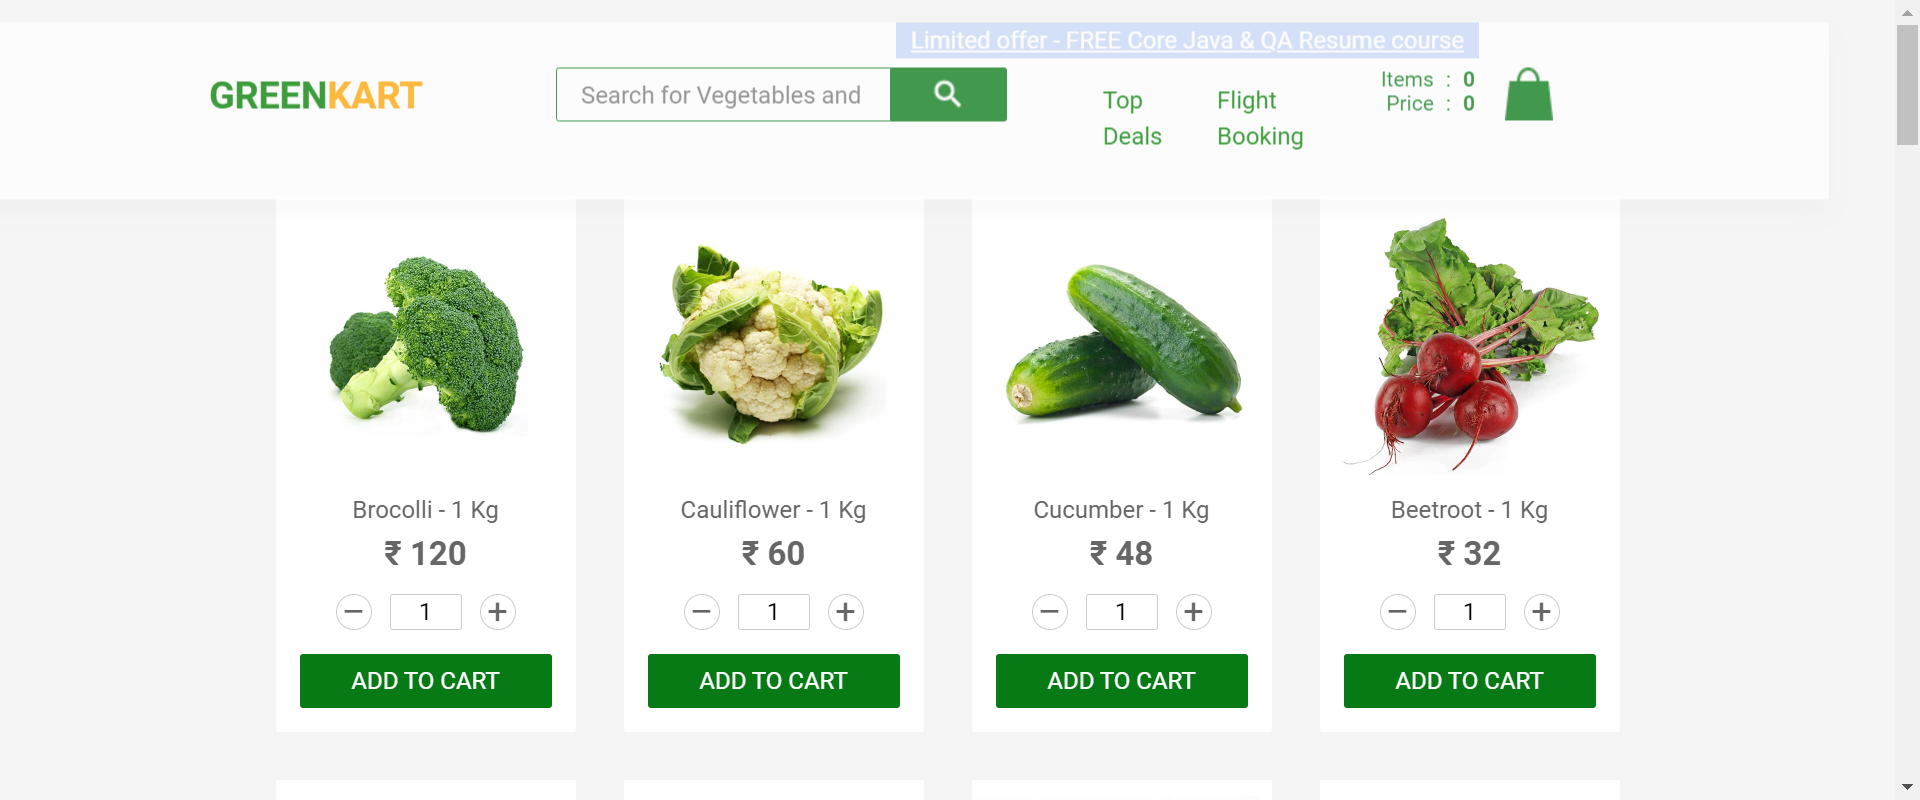 Limited offer - FREE Core Java & QA Resume course
GREENKART
Search for Vegetables and
Top
Deals
Flight
Booking
Items : 0
Price : 0
Brocolli - 1 Kg
₹ 120
− 1 +
ADD TO CART
Cauliflower - 1 Kg
₹ 60
− 1 +
ADD TO CART
Cucumber - 1 Kg
₹ 48
− 1 +
ADD TO CART
Beetroot - 1 Kg
₹ 32
− 1 +
ADD TO CART